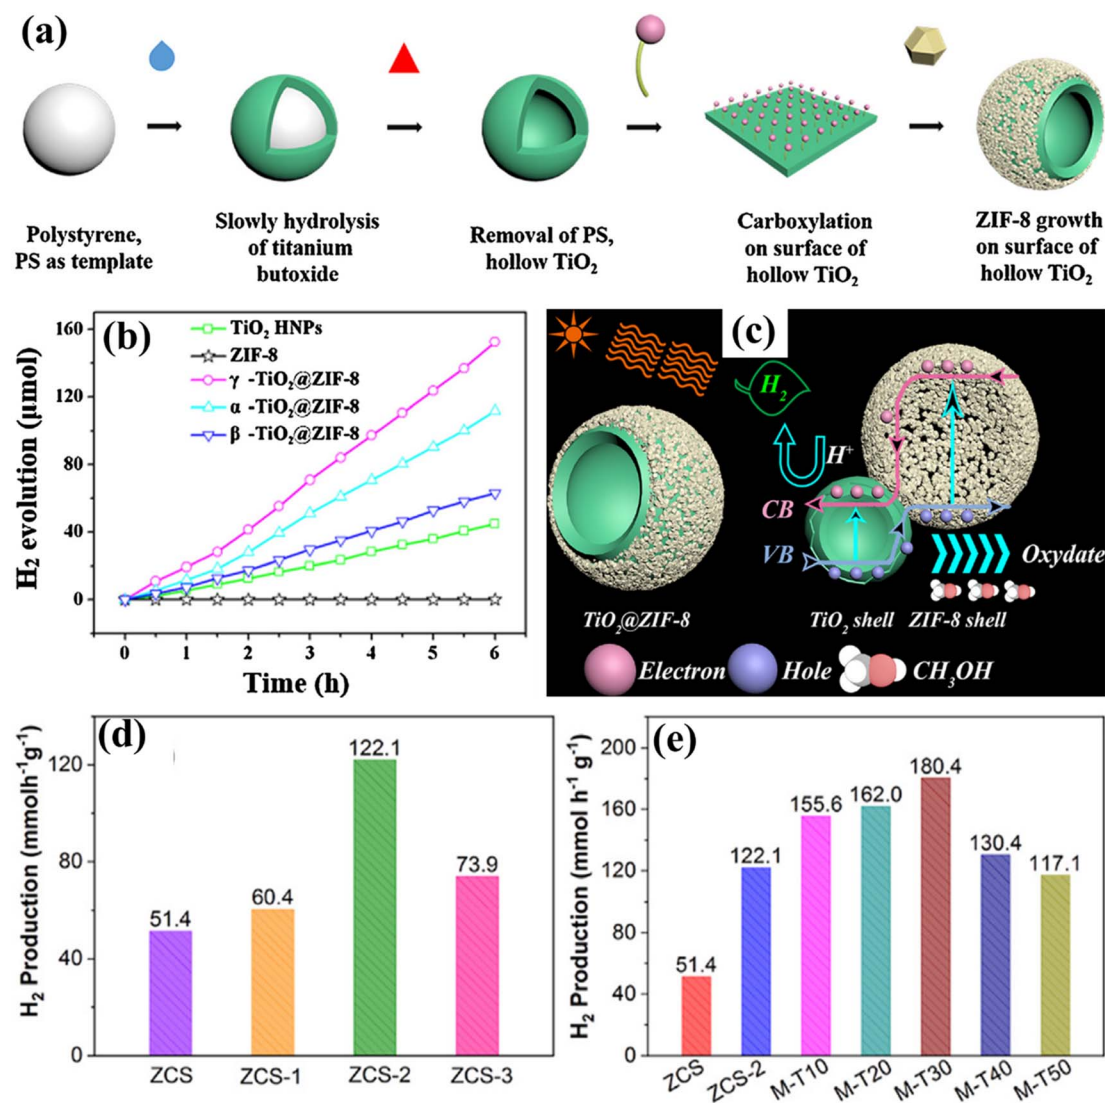 (a)
Polystyrene,
PS as template
Slowly hydrolysis
of titanium
butoxide
Removal of PS,
hollow TiO₂
Carboxylation
on surface of
hollow TiO₂
ZIF-8 growth
on surface of
hollow TiO₂
(b)
H₂ evolution (μmol)
160
120
80
40
0
TiO₂ HNPs
ZIF-8
γ -TiO₂@ZIF-8
α -TiO₂@ZIF-8
β -TiO₂@ZIF-8
0 1 2 3 4 5 6
Time (h)
(c)
H₂
H⁺
CB
VB
Oxydate
TiO₂@ZIF-8
TiO₂ shell ZIF-8 shell
Electron Hole CH₃OH
(d)
H₂ Production (mmolh⁻¹g⁻¹)
120
80
40
0
51.4
60.4
122.1
73.9
ZCS ZCS-1 ZCS-2 ZCS-3
(e)
H₂ Production (mmol h⁻¹ g⁻¹)
200
160
120
80
40
0
51.4
122.1
155.6
162.0
180.4
130.4
117.1
ZCS ZCS-2 M-T10 M-T20 M-T30 M-T40 M-T50